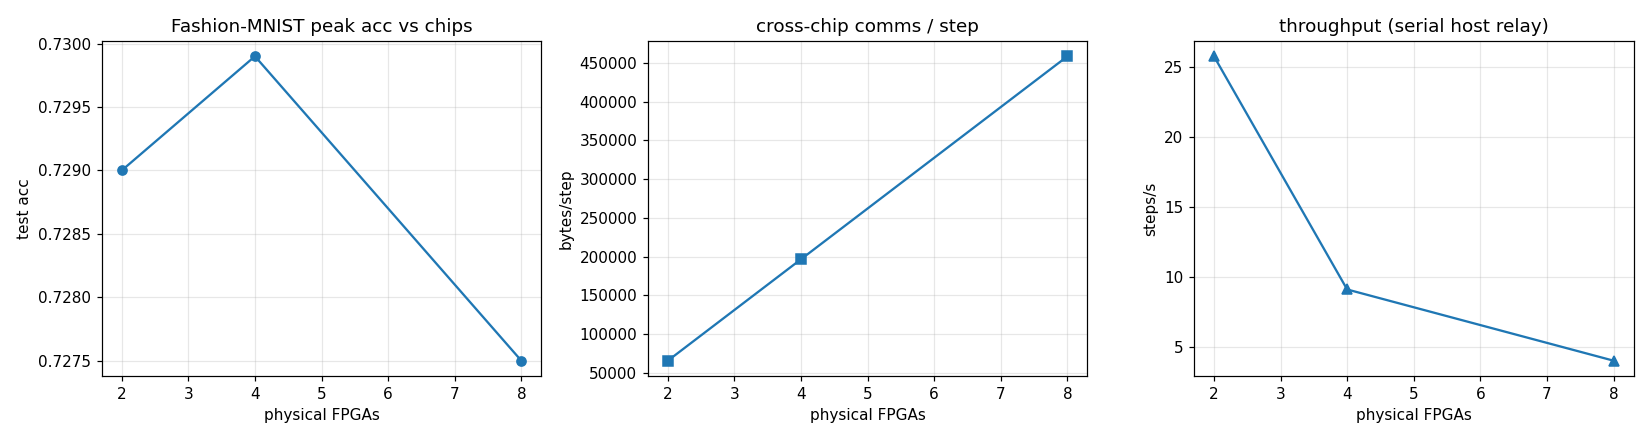 Fashion-MNIST peak acc vs chips
0.7300
0.7295
0.7290
0.7285
0.7280
0.7275
test acc
2 3 4 5 6 7 8
physical FPGAs
cross-chip comms / step
450000
400000
350000
300000
250000
200000
150000
100000
50000
bytes/step
2 3 4 5 6 7 8
physical FPGAs
throughput (serial host relay)
25
20
15
10
5
steps/s
2 3 4 5 6 7 8
physical FPGAs